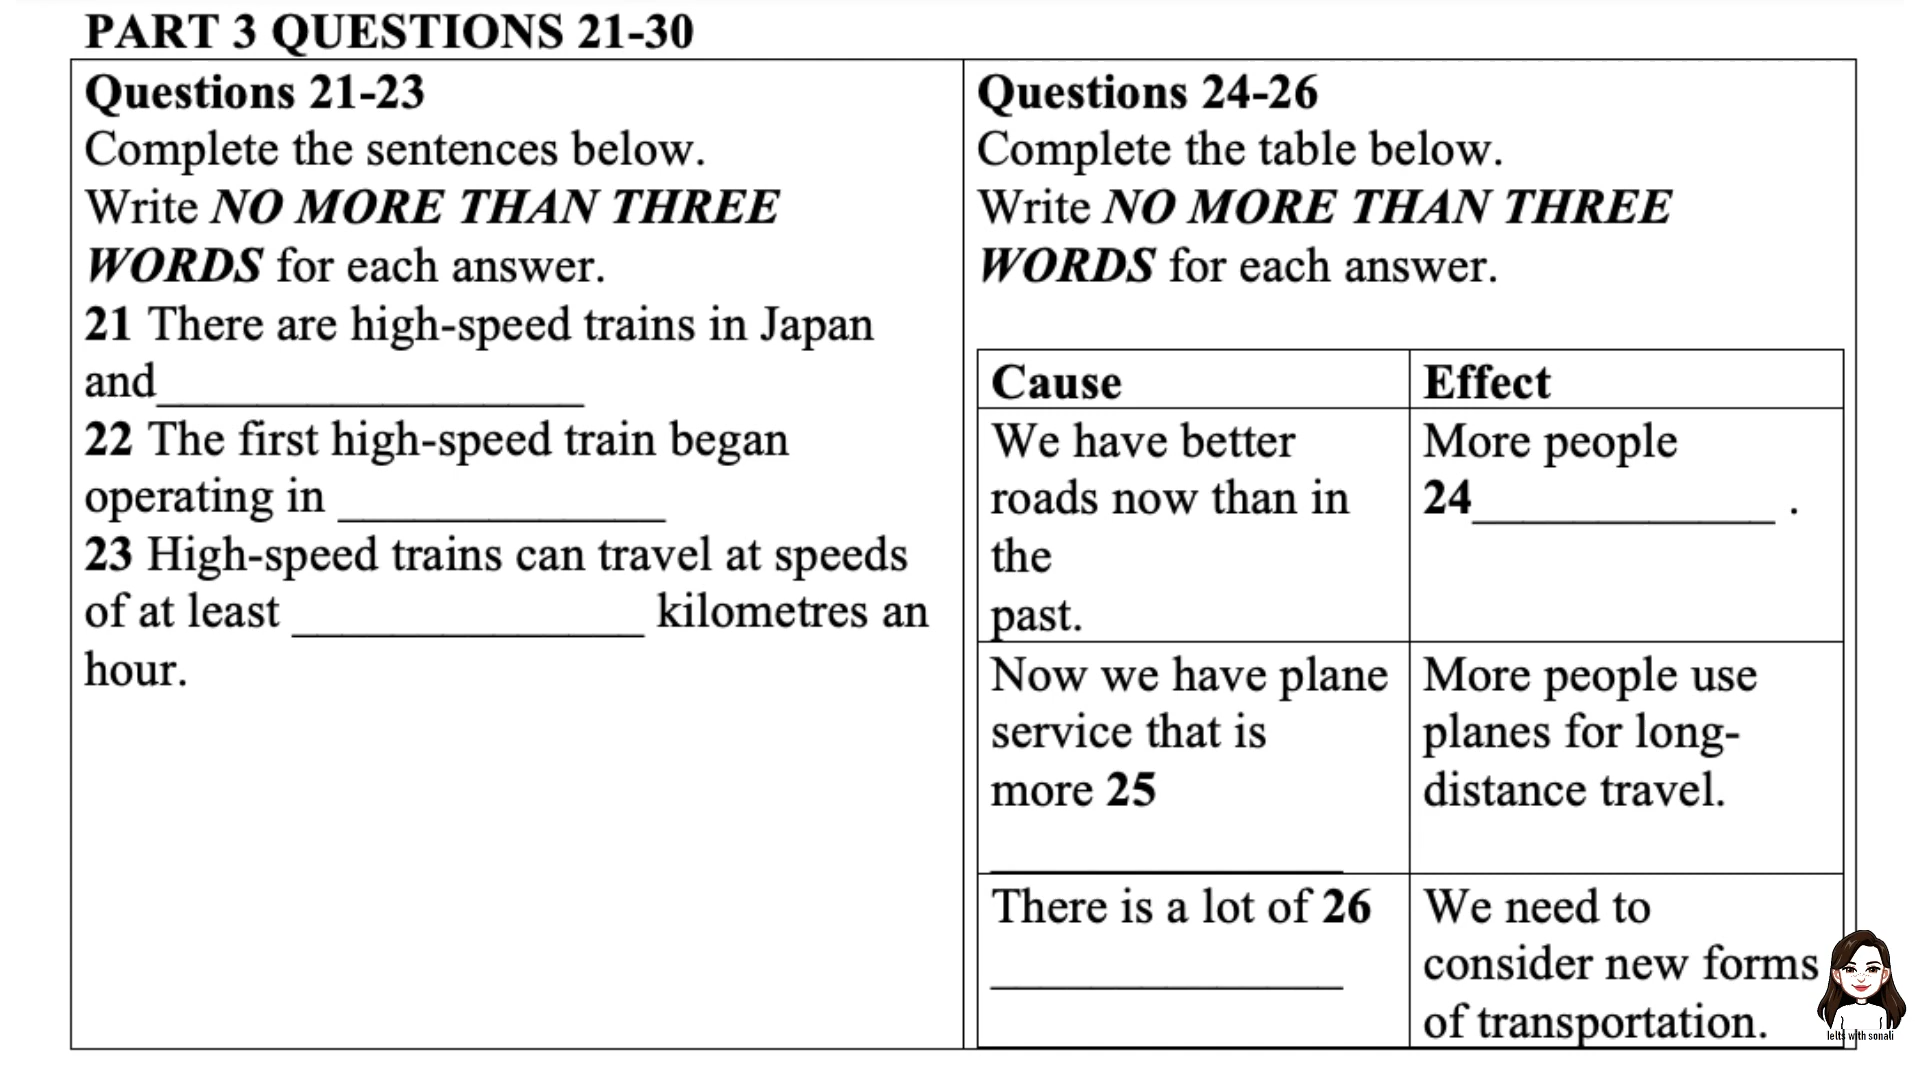 PART 3 QUESTIONS 21-30
Questions 21-23
Complete the sentences below.
Write NO MORE THAN THREE
WORDS for each answer.
21 There are high-speed trains in Japan
and_________________
22 The first high-speed train began
operating in _____________
23 High-speed trains can travel at speeds
of at least ______________ kilometres an
hour.
Questions 24-26
Complete the table below.
Write NO MORE THAN THREE
WORDS for each answer.
Cause
Effect
We have better
roads now than in
the
past.
More people
24____________ .
Now we have plane
service that is
more 25
______________
More people use
planes for long-
distance travel.
There is a lot of 26
______________
We need to
consider new forms
of transportation.
Ielts with sonali